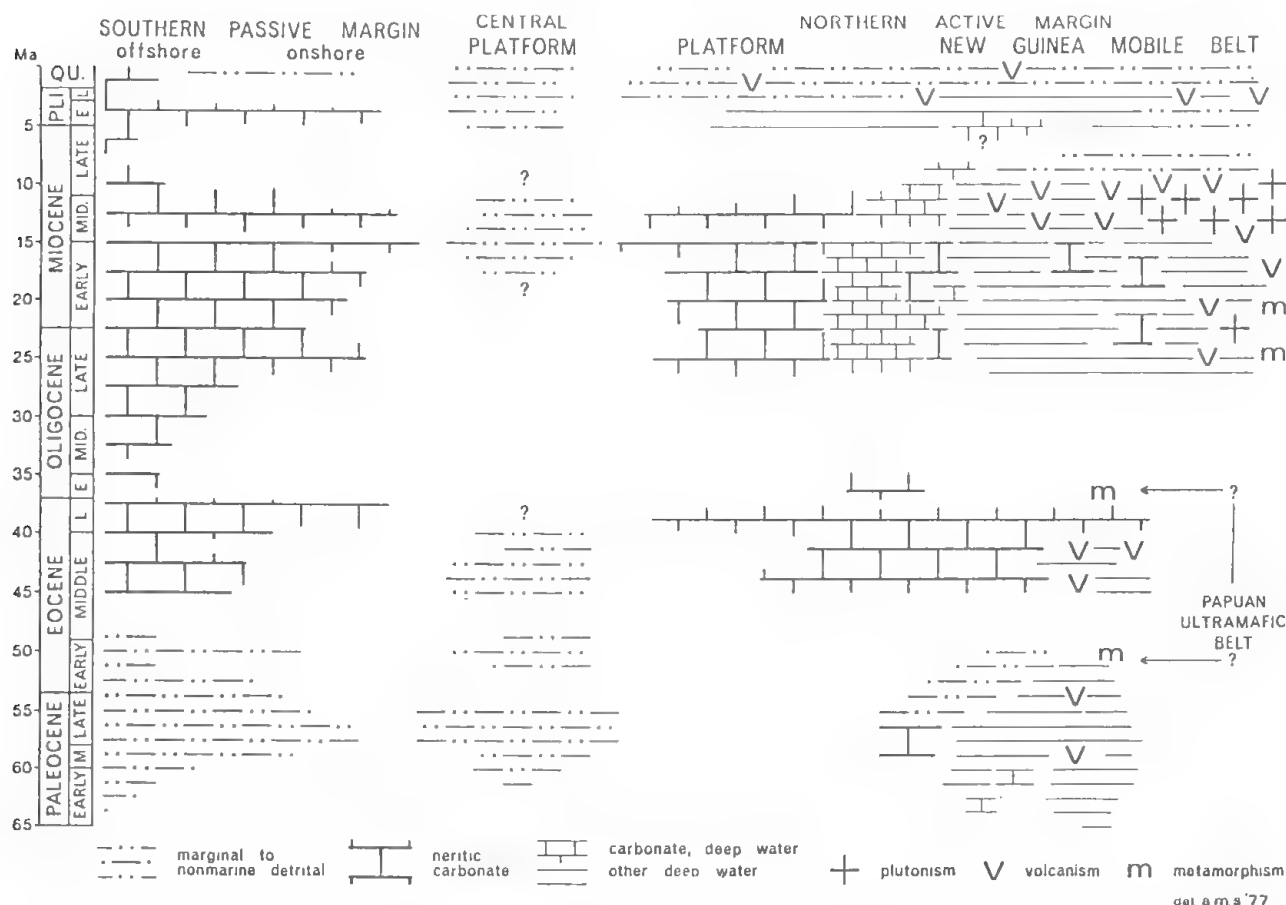 SOUTHERN PASSIVE MARGIN
offshore onshore
CENTRAL
PLATFORM
NORTHERN ACTIVE MARGIN
PLATFORM NEW GUINEA MOBILE BELT
Ma
QU.
PLI
E
L
MIOCENE
LATE
MID.
EARLY
OLIGOCENE
LATE
MID.
E
EOCENE
L
MIDDLE
EARLY
PALEOCENE
LATE
M
EARLY
5
10
15
20
25
30
35
40
45
50
55
60
65
V
V V V V
?
? V V V V +
V V V + + + +
V V + + +
V
? V
V m
+
V m
m ?
?
V V
V
PAPUAN
ULTRAMAFIC
BELT
m ?
V
V
marginal to
nonmarine detrital
neritic
carbonate
carbonate, deep water
other deep water
+ plutonism V volcanism m metamorphism
del a.m.s '77